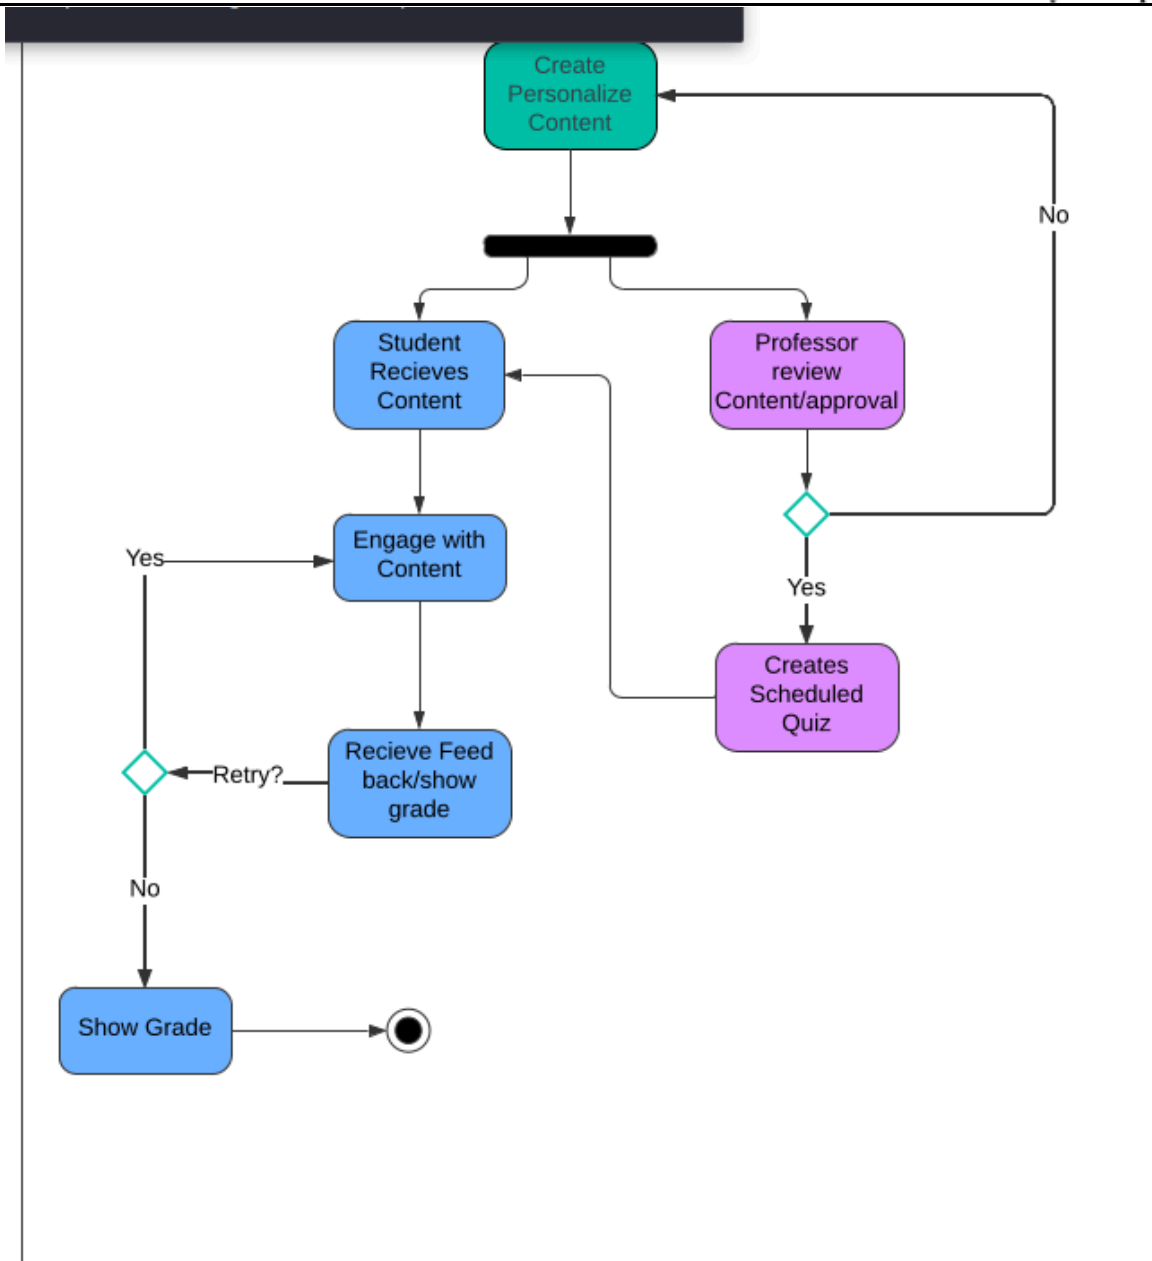 Create
Personalize
Content
No
Student
Recieves
Content
Professor
review
Content/approval
Engage with
Content
Yes
Yes
Creates
Scheduled
Quiz
Recieve Feed
back/show
grade
Retry?
No
Show Grade